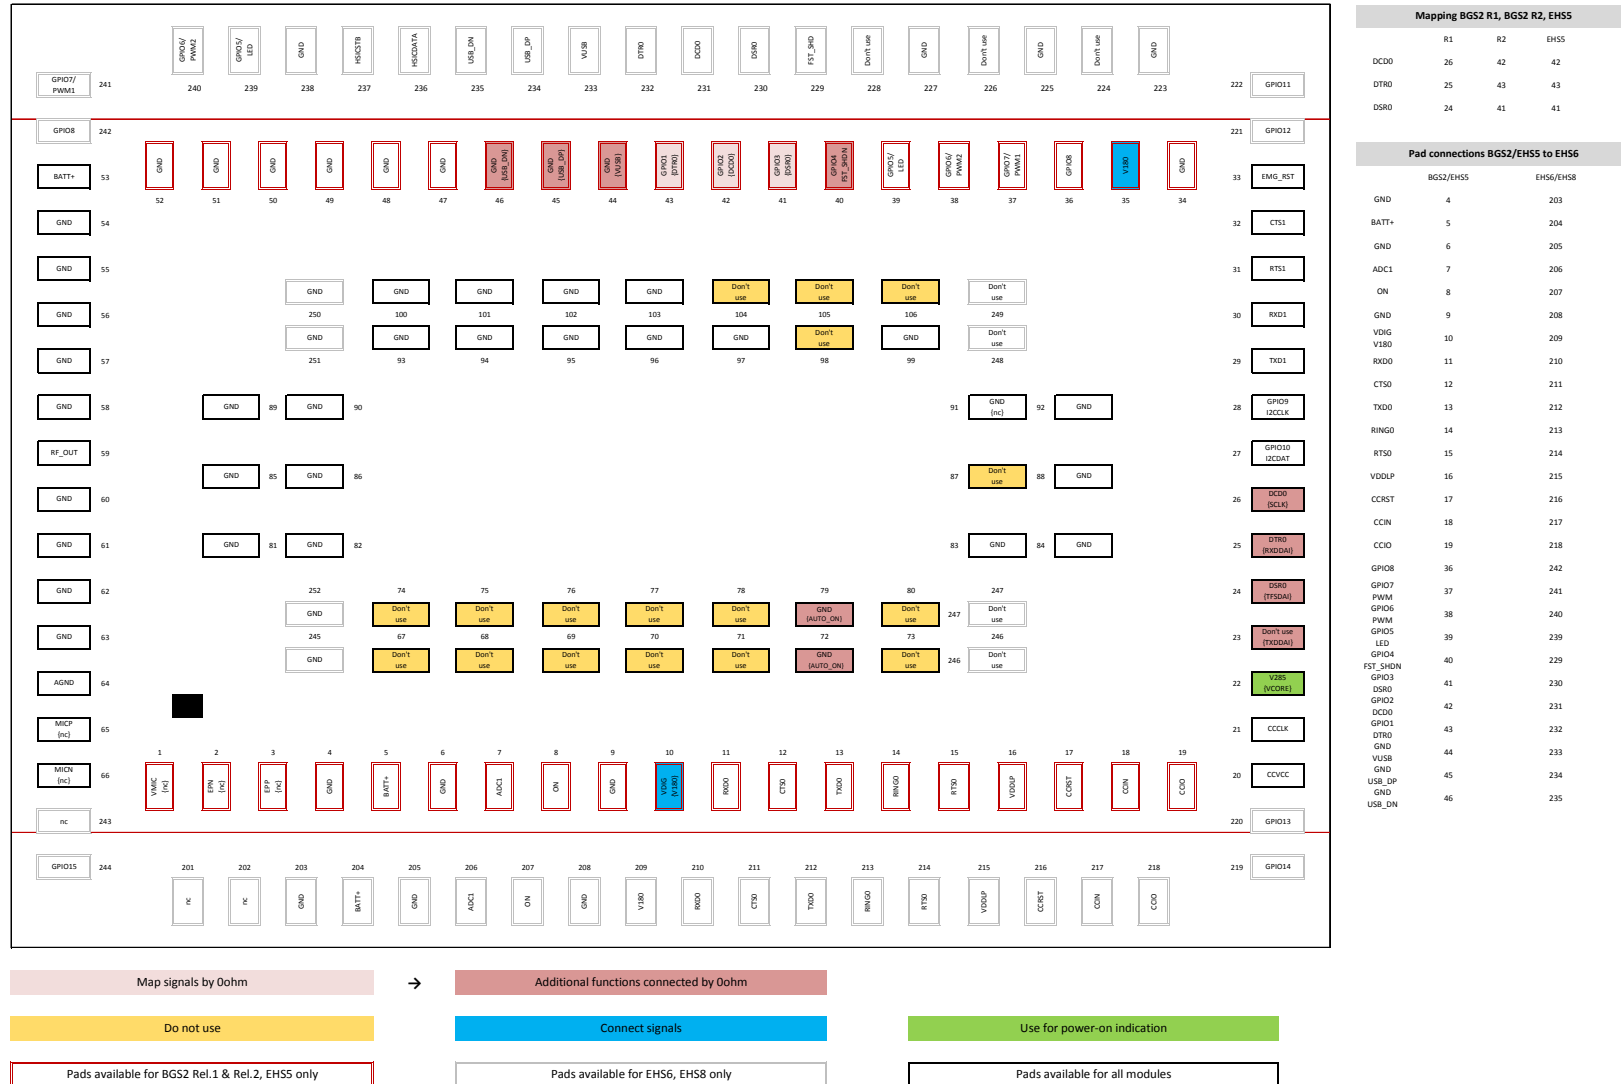 GPIO6/
PWM2
GPIO5/
LED
GND
HSICSTB
HSICDATA
USB_DN
USB_DP
VUSB
DTR0
DCD0
DSR0
FST_SHD
Don't use
GND
Don't use
GND
Don't use
GND
GPIO7/
PWM1
241 240 239 238 237 236 235 234 233 232 231 230 229 228 227 226 225 224 223 222
GPIO11
GPIO8
242
221
GPIO12
BATT+
53
GND
GND
GND
GND
GND
GND
GND
{USB_DN}
GND
{USB_DP}
GND
{VUSB}
GPIO1
{DTR0}
GPIO2
{DCD0}
GPIO3
{DSR0}
GPIO4
FST_SHDN
GPIO5/
LED
GPIO6/
PWM2
GPIO7/
PWM1
GPIO8
V180
GND
33
EMG_RST
52 51 50 49 48 47 46 45 44 43 42 41 40 39 38 37 36 35 34
GND
54
32
CTS1
GND
55
31
RTS1
GND
GND
GND
GND
GND
Don't
use
Don't
use
Don't
use
Don't
use
250 100 101 102 103 104 105 106 249
GND
56
30
RXD1
GND
GND
GND
GND
GND
GND
Don't
use
GND
Don't
use
251 93 94 95 96 97 98 99 248
GND
57
29
TXD1
GND
58
GND
89
GND
90
91
GND
{nc}
92
GND
28
GPIO9
I2CCLK
RF_OUT
59
27
GPIO10
I2CDAT
GND
85
GND
86
87
Don't
use
88
GND
GND
60
26
DCD0
{SCLK}
GND
61
GND
81
GND
82
83
GND
84
GND
25
DTR0
{RXDDAI}
GND
62
252 74 75 76 77 78 79 80 247
24
DSR0
{TFSDAI}
GND
Don't
use
Don't
use
Don't
use
Don't
use
Don't
use
GND
{AUTO_ON}
Don't
use
247
Don't
use
GND
63
245 67 68 69 70 71 72 73 246
23
Don't use
{TXDDAI}
GND
Don't
use
Don't
use
Don't
use
Don't
use
Don't
use
GND
{AUTO_ON}
Don't
use
246
Don't
use
AGND
64
22
V285
{VCORE}
MICP
{nc}
65
21
CCCLK
1 2 3 4 5 6 7 8 9 10 11 12 13 14 15 16 17 18 19
MICN
{nc}
66
VMIC
{nc}
EPN
{nc}
EPP
{nc}
GND
BATT+
GND
ADC1
ON
GND
VDIG
{V180}
RXD0
CTS0
TXD0
RING0
RTS0
VDDLP
CCRST
CCIN
CCIO
20
CCVCC
nc
243
220
GPIO13
GPIO15
244
201 202 203 204 205 206 207 208 209 210 211 212 213 214 215 216 217 218 219
GPIO14
nc
nc
GND
BATT+
GND
ADC1
ON
GND
V180
RXD0
CTS0
TXD0
RING0
RTS0
VDDLP
CCRST
CCIN
CCIO
Mapping BGS2 R1, BGS2 R2, EHS5
R1 R2 EHS5
DCD0 26 42 42
DTR0 25 43 43
DSR0 24 41 41
Pad connections BGS2/EHS5 to EHS6
BGS2/EHS5 EHS6/EHS8
GND 4 203
BATT+ 5 204
GND 6 205
ADC1 7 206
ON 8 207
GND 9 208
VDIG
V180 10 209
RXD0 11 210
CTS0 12 211
TXD0 13 212
RING0 14 213
RTS0 15 214
VDDLP 16 215
CCRST 17 216
CCIN 18 217
CCIO 19 218
GPIO8 36 242
GPIO7
PWM 37 241
GPIO6
PWM 38 240
GPIO5
LED 39 239
GPIO4
FST_SHDN 40 229
GPIO3
DSR0 41 230
GPIO2
DCD0 42 231
GPIO1
DTR0 43 232
GND
VUSB 44 233
GND
USB_DP 45 234
GND
USB_DN 46 235
Map signals by 0ohm → Additional functions connected by 0ohm
Do not use Connect signals Use for power-on indication
Pads available for BGS2 Rel.1 & Rel.2, EHS5 only Pads available for EHS6, EHS8 only Pads available for all modules